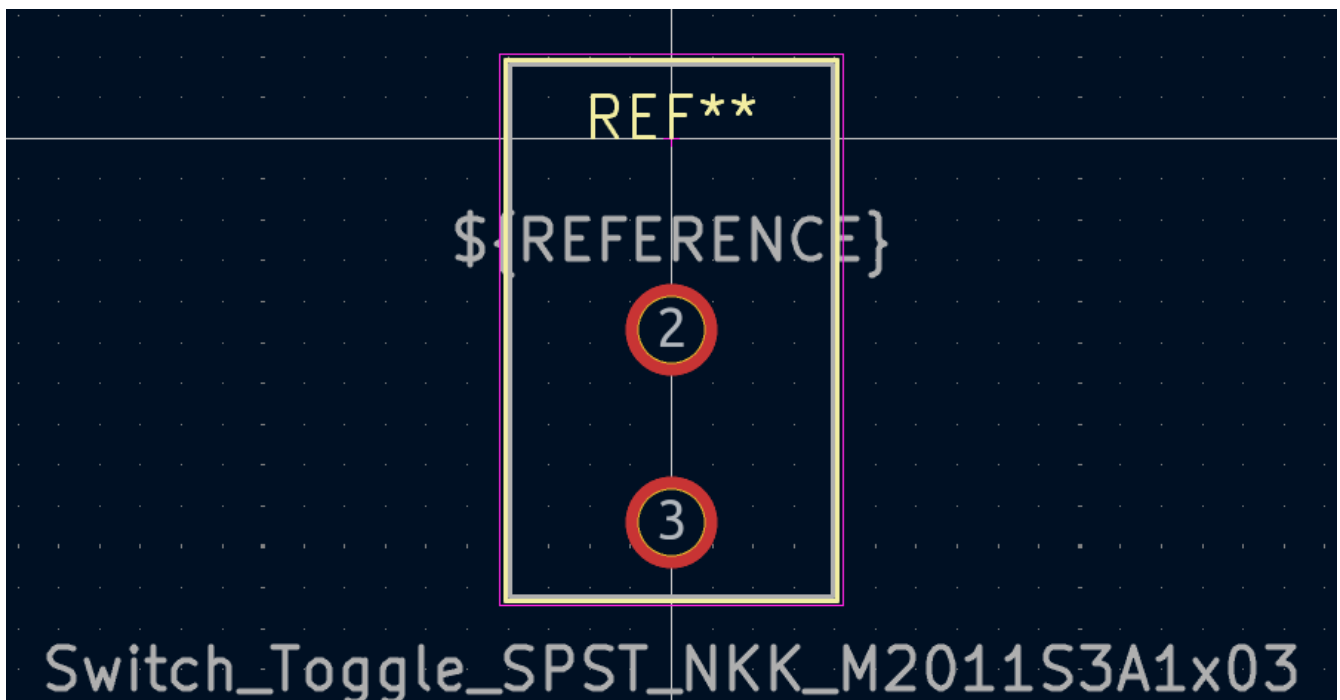 REF**
${REFERENCE}
2
3
Switch_Toggle_SPST_NKK_M2011S3A1x03